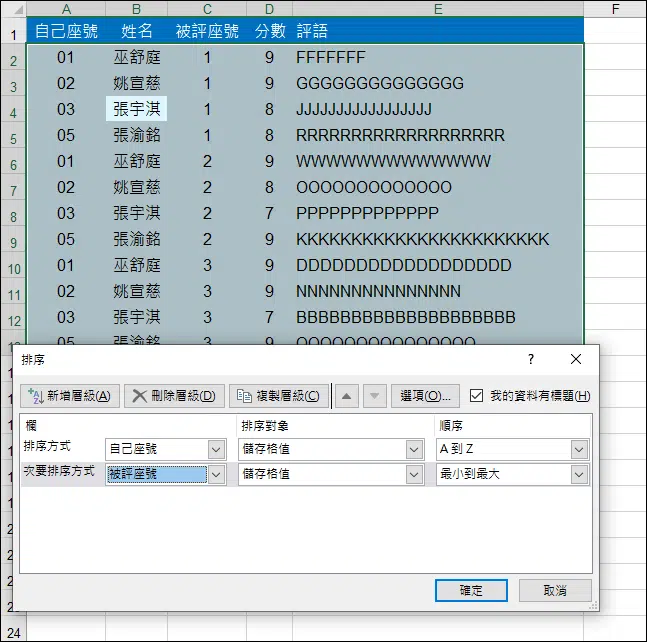 A B C D E F
1 自己座號 姓名 被評座號 分數 評語
2 01 巫舒庭 1 9 FFFFFFF
3 02 姚宣慈 1 9 GGGGGGGGGGGGGG
4 03 張宇淇 1 8 JJJJJJJJJJJJJJJJJ
5 05 張渝銘 1 8 RRRRRRRRRRRRRRRRRRR
6 01 巫舒庭 2 9 WWWWWWWWWWWWWW
7 02 姚宣慈 2 8 OOOOOOOOOOOOO
8 03 張宇淇 2 7 PPPPPPPPPPPPP
9 05 張渝銘 2 9 KKKKKKKKKKKKKKKKKKKKKKK
10 01 巫舒庭 3 9 DDDDDDDDDDDDDDDDDD
11 02 姚宣慈 3 9 NNNNNNNNNNNNNNN
12 03 張宇淇 3 7 BBBBBBBBBBBBBBBBBBBB
05 張渝銘 3 9
排序 ?
新增層級(A) 刪除層級(D) 複製層級(C) 選項(O)... 我的資料有標題(H)
欄 排序對象 順序
排序方式 自己座號 儲存格值 A 到 Z
次要排序方式 被評座號 儲存格值 最小到最大
確定 取消
24